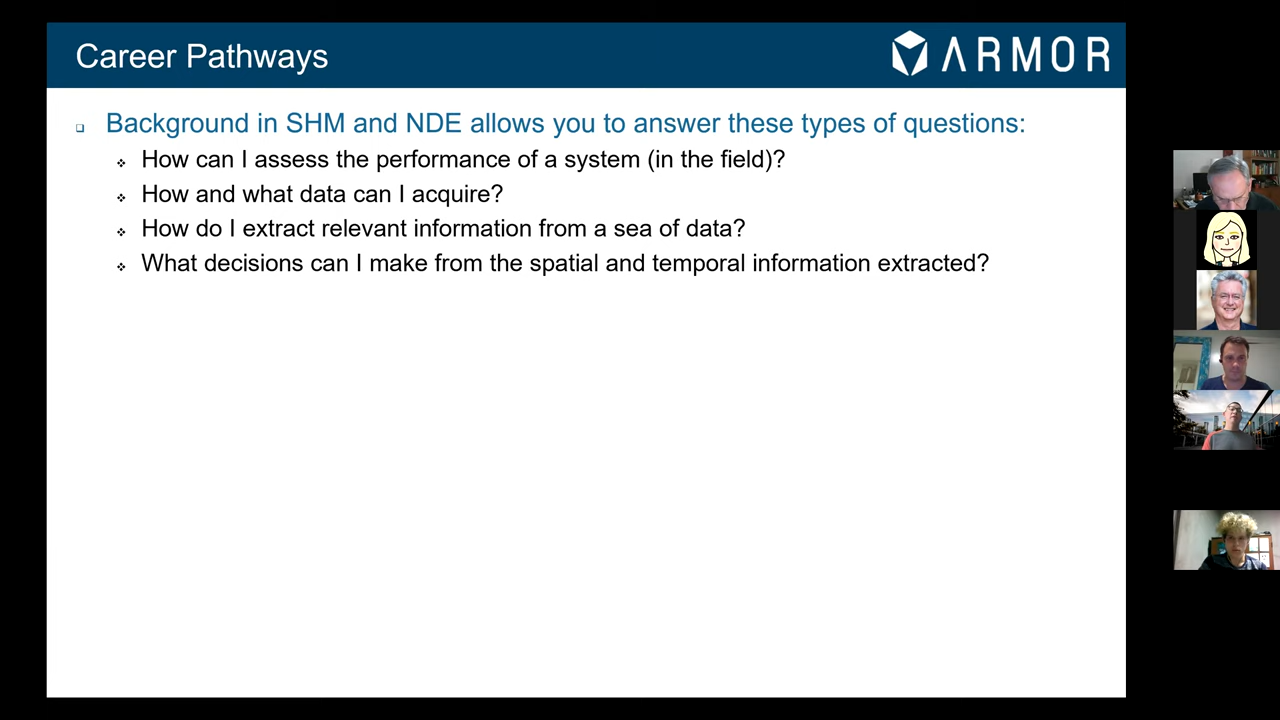 Career Pathways
ARMOR
Background in SHM and NDE allows you to answer these types of questions:
How can I assess the performance of a system (in the field)?
How and what data can I acquire?
How do I extract relevant information from a sea of data?
What decisions can I make from the spatial and temporal information extracted?